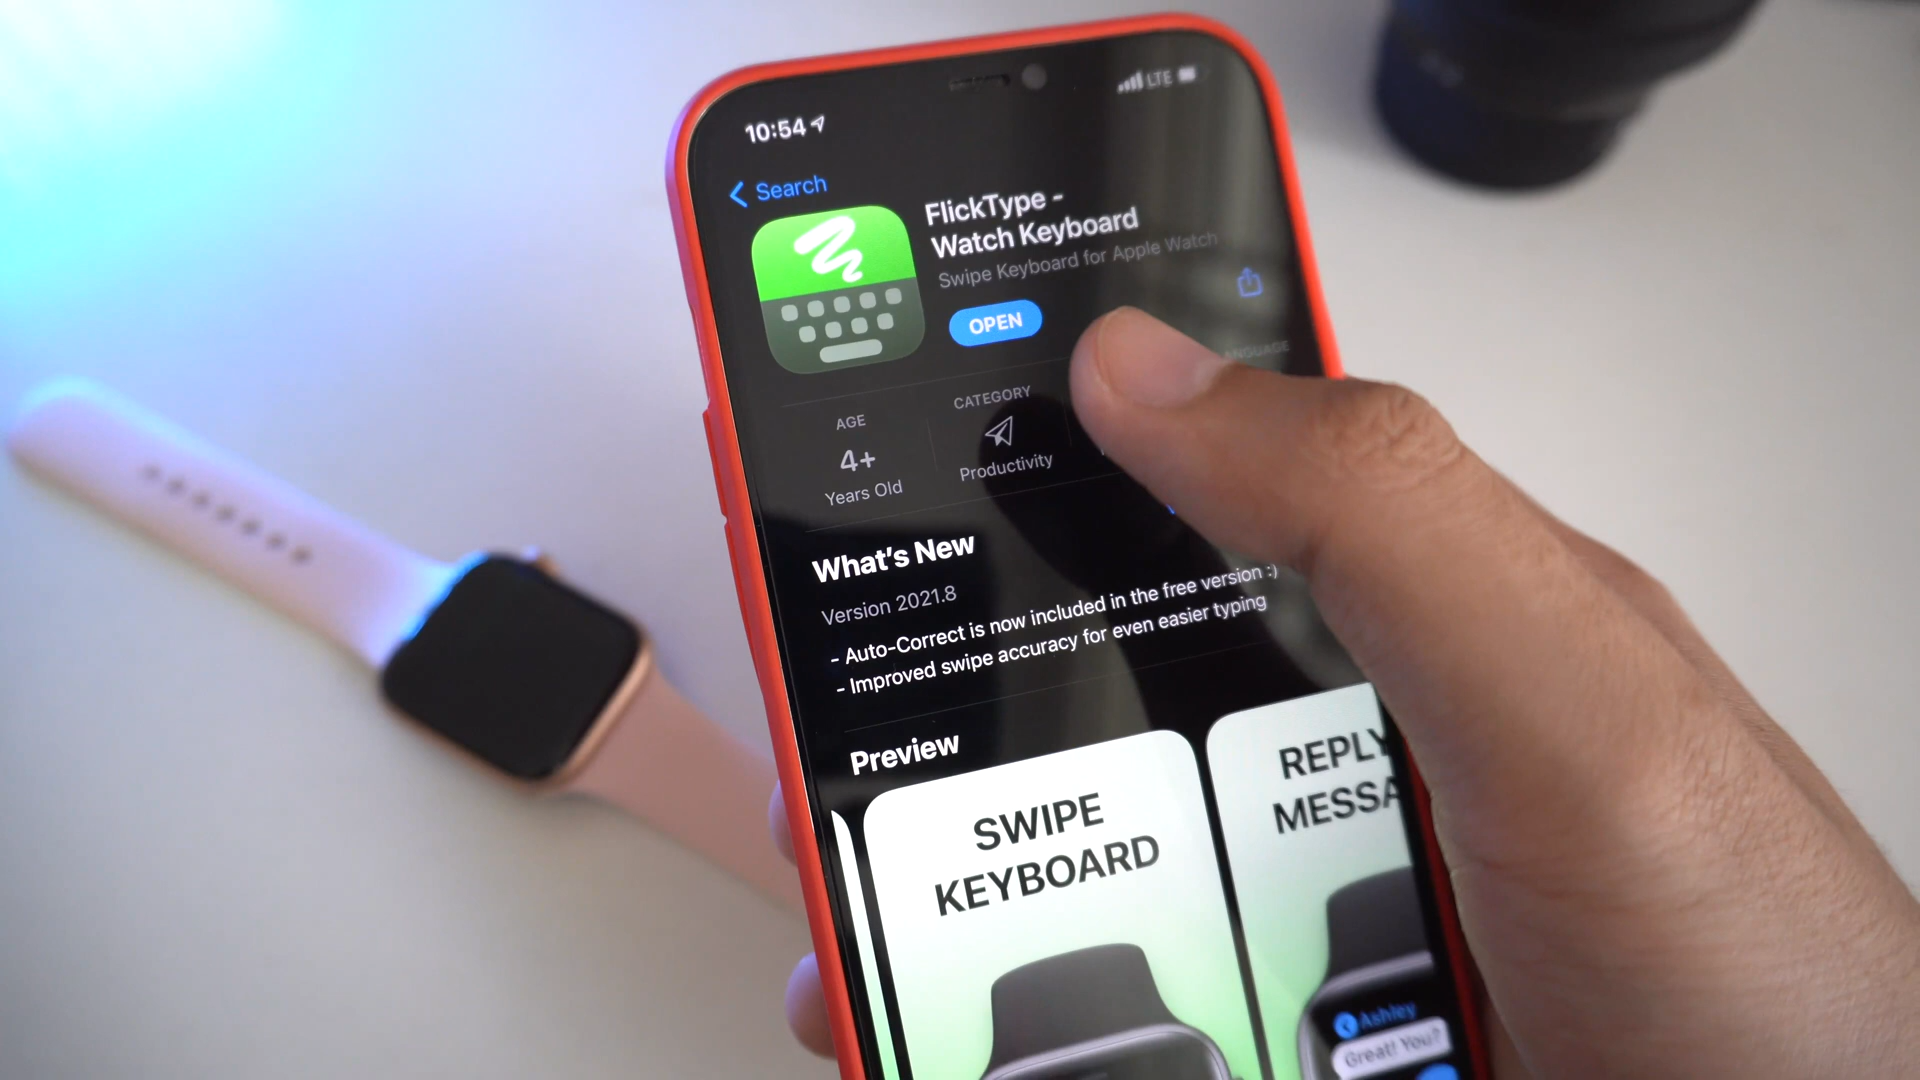 10:54
LTE
Search
FlickType -
Watch Keyboard
Swipe Keyboard for Apple Watch
OPEN
AGE
4+
Years Old
CATEGORY
Productivity
LANGUAGE
What's New
Version 2021.8
- Auto-Correct is now included in the free version :)
- Improved swipe accuracy for even easier typing
Preview
SWIPE
KEYBOARD
REPLY
MESSA
Ashley
Great! You?